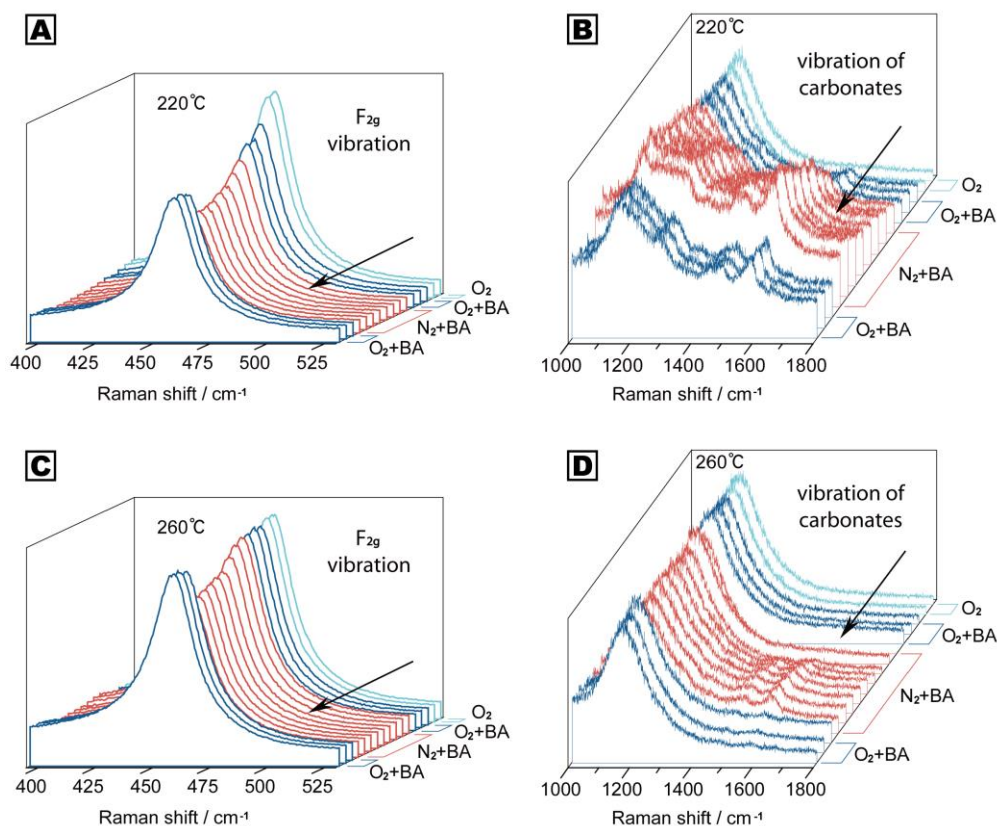 A
220℃
F2g
vibration
O2
O2+BA
N2+BA
O2+BA
400 425 450 475 500 525
Raman shift / cm-1
B
220℃
vibration of
carbonates
O2
O2+BA
N2+BA
O2+BA
1000 1200 1400 1600 1800
Raman shift / cm-1
C
260℃
F2g
vibration
O2
O2+BA
N2+BA
O2+BA
400 425 450 475 500 525
Raman shift / cm-1
D
260℃
vibration of
carbonates
O2
O2+BA
N2+BA
O2+BA
1000 1200 1400 1600 1800
Raman shift / cm-1